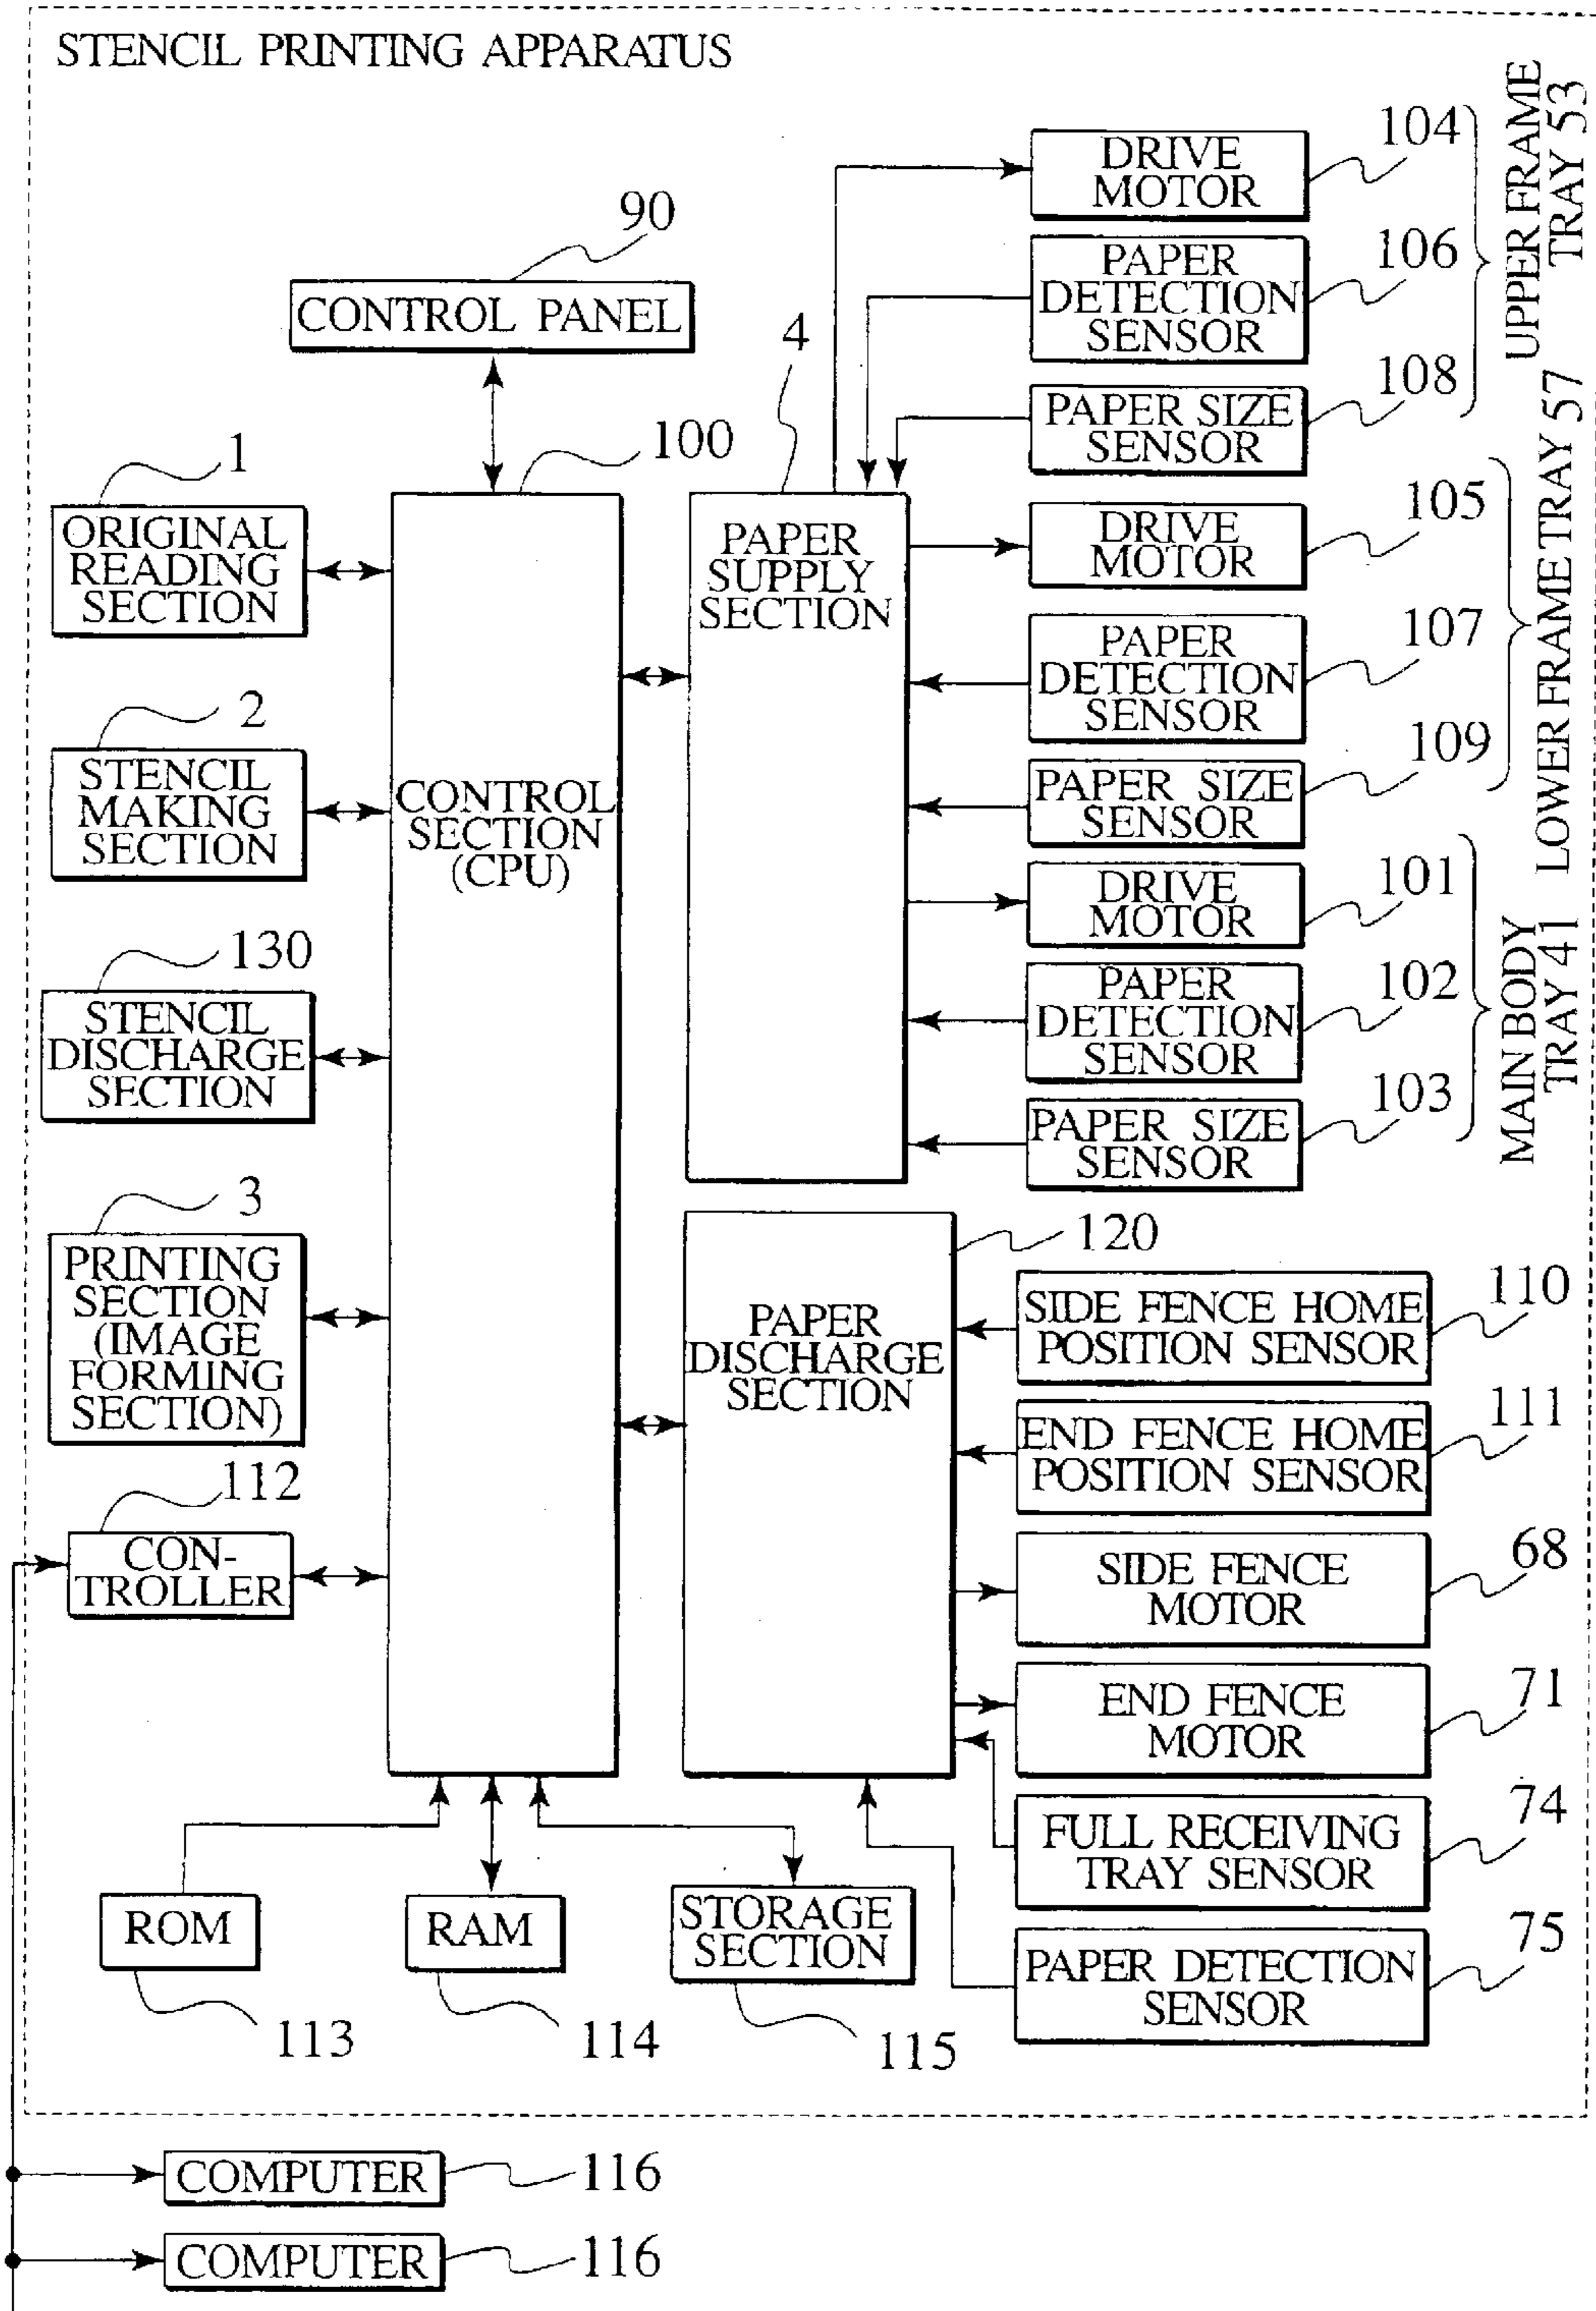 STENCIL PRINTING APPARATUS
90
CONTROL PANEL
100
CONTROL
SECTION
(CPU)
1
ORIGINAL
READING
SECTION
2
STENCIL
MAKING
SECTION
130
STENCIL
DISCHARGE
SECTION
3
PRINTING
SECTION
(IMAGE
FORMING
SECTION)
112
CON-
TROLLER
ROM
113
RAM
114
STORAGE
SECTION
115
4
PAPER
SUPPLY
SECTION
DRIVE
MOTOR
104
PAPER
DETECTION
SENSOR
106
PAPER SIZE
SENSOR
108
UPPER FRAME
TRAY 53
DRIVE
MOTOR
105
PAPER
DETECTION
SENSOR
107
PAPER SIZE
SENSOR
109
LOWER FRAME TRAY 57
DRIVE
MOTOR
101
PAPER
DETECTION
SENSOR
102
PAPER SIZE
SENSOR
103
MAIN BODY
TRAY 41
120
PAPER
DISCHARGE
SECTION
SIDE FENCE HOME
POSITION SENSOR
110
END FENCE HOME
POSITION SENSOR
111
SIDE FENCE
MOTOR
68
END FENCE
MOTOR
71
FULL RECEIVING
TRAY SENSOR
74
PAPER DETECTION
SENSOR
75
COMPUTER
116
COMPUTER
116